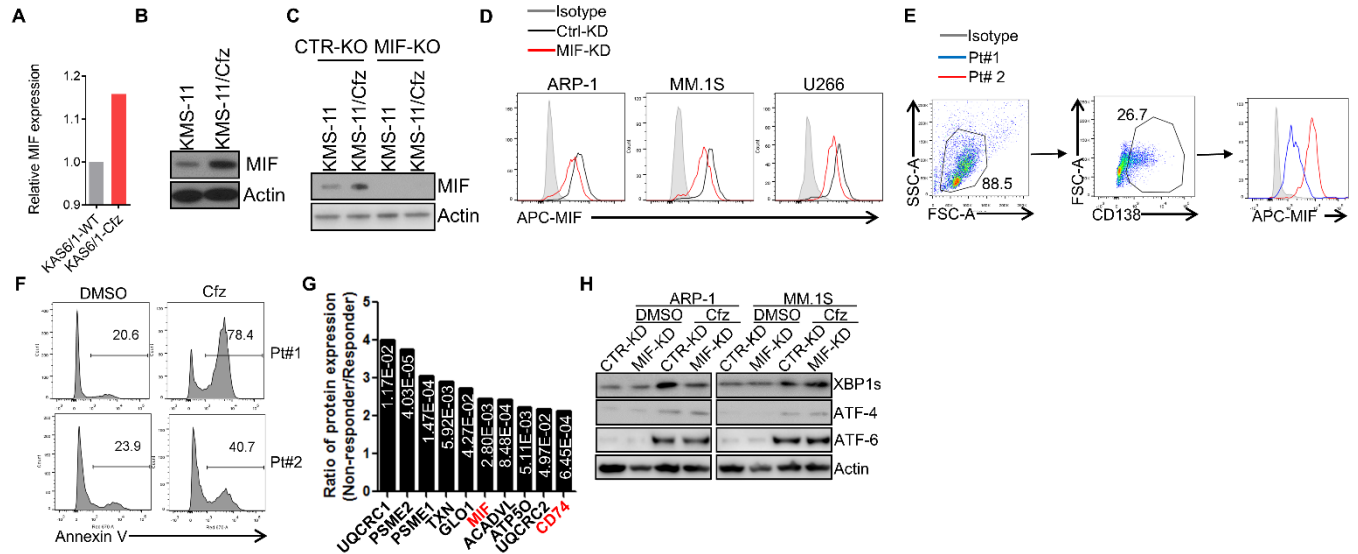 A
Relative MIF expression
1.2
1.1
1.0
0.9
KAS6/1-WT
KAS6/1-Cfz
B
KMS-11
KMS-11/Cfz
MIF
Actin
C
CTR-KO MIF-KO
KMS-11
KMS-11/Cfz
KMS-11
KMS-11/Cfz
MIF
Actin
D
Isotype
Ctrl-KD
MIF-KD
ARP-1 MM.1S U266
Count Count Count
APC-MIF
E
Isotype
Pt#1
Pt# 2
SSC-A
88.5
FSC-A
FSC-A
26.7
CD138
Count
APC-MIF
F
DMSO Cfz
20.6 78.4 Pt#1
23.9 40.7 Pt#2
Annexin V
G
Ratio of protein expression
(Non-responder/Responder)
5
4
3
2
1
0
1.17E-02
4.03E-05
1.47E-04
5.92E-03
4.27E-02
2.80E-03
8.48E-04
5.11E-03
4.97E-02
6.45E-04
UQCRC1
PSME2
PSME1
TXN
GLO1
MIF
ACADVL
ATP5O
UQCRC2
CD74
H
ARP-1 MM.1S
DMSO Cfz DMSO Cfz
CTR-KD
MIF-KD
CTR-KD
MIF-KD
CTR-KD
MIF-KD
CTR-KD
MIF-KD
XBP1s
ATF-4
ATF-6
Actin